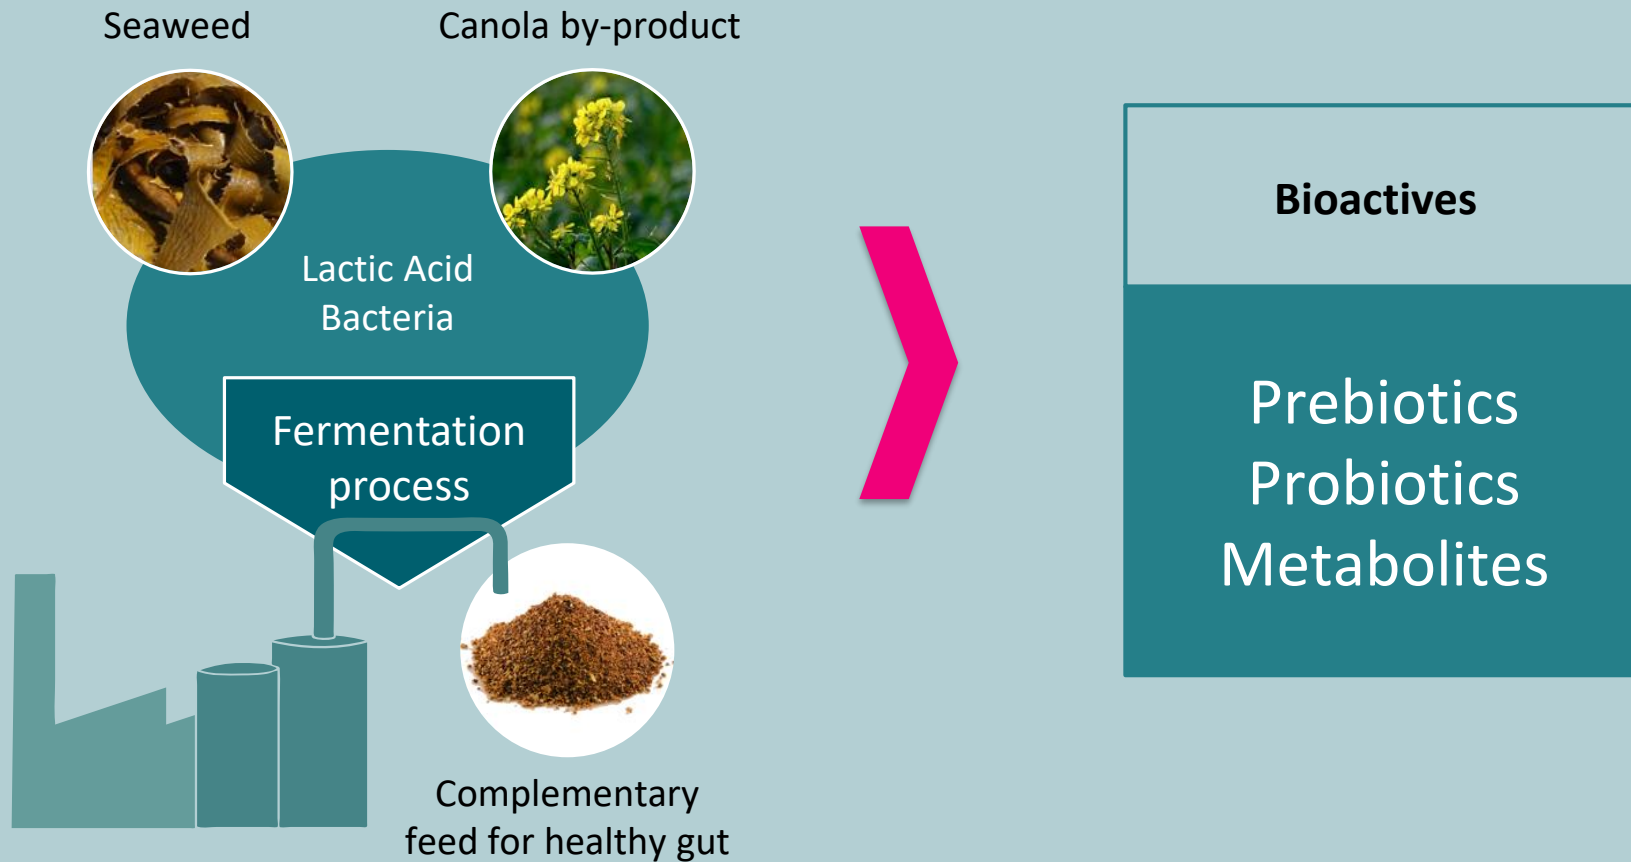 Seaweed
Canola by-product
Lactic Acid
Bacteria
Fermentation
process
Complementary
feed for healthy gut
Bioactives
Prebiotics
Probiotics
Metabolites